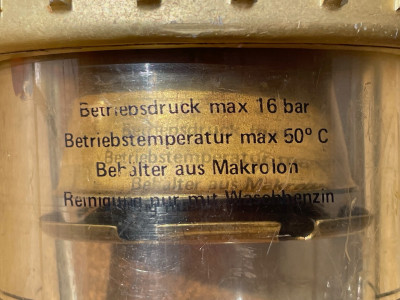 Betriebsdruck max 16 bar
Betriebstemperatur max 50° C
Behälter aus Makrolon
Reinigung nur mit Waschbenzin